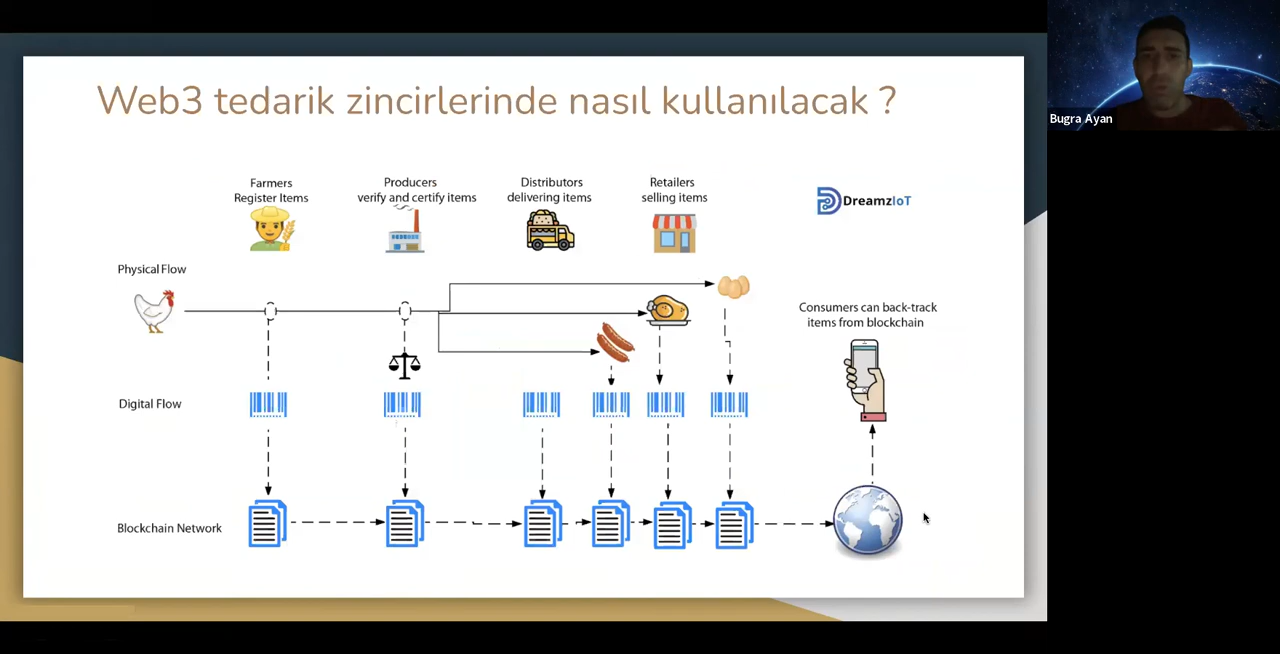 Web3 tedarik zincirlerinde nasıl kullanılacak ?
Bugra Ayan
Farmers
Register Items
Producers
verify and certify items
Distributors
delivering items
Retailers
selling items
DreamzIoT
Physical Flow
Consumers can back-track
items from blockchain
Digital Flow
Blockchain Network